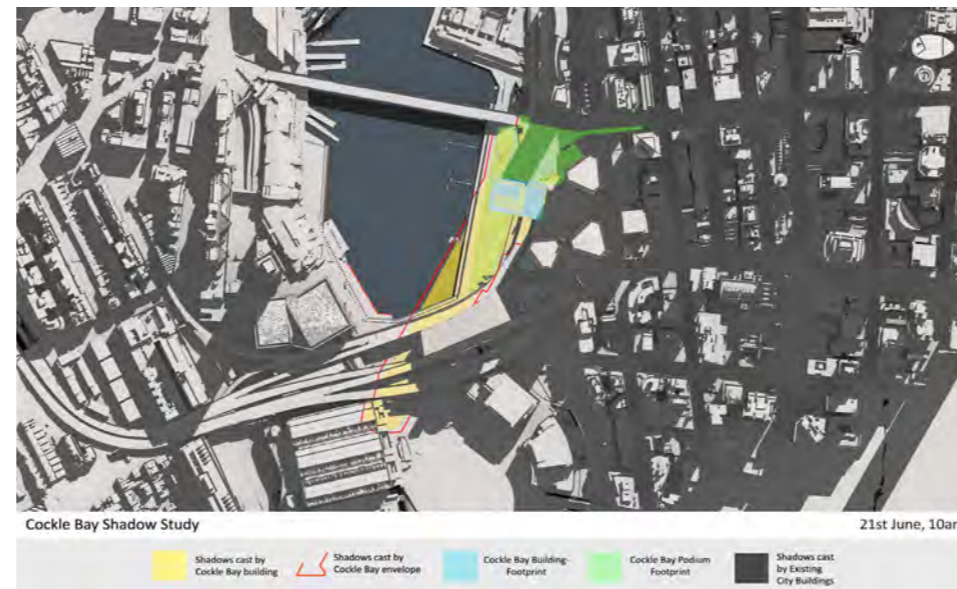 Cockle Bay Shadow Study
21st June, 10am
Shadows cast by
Cockle Bay building
Shadows cast by
Cockle Bay envelope
Cockle Bay Building
Footprint
Cockle Bay Podium
Footprint
Shadows cast
by Existing
City Buildings